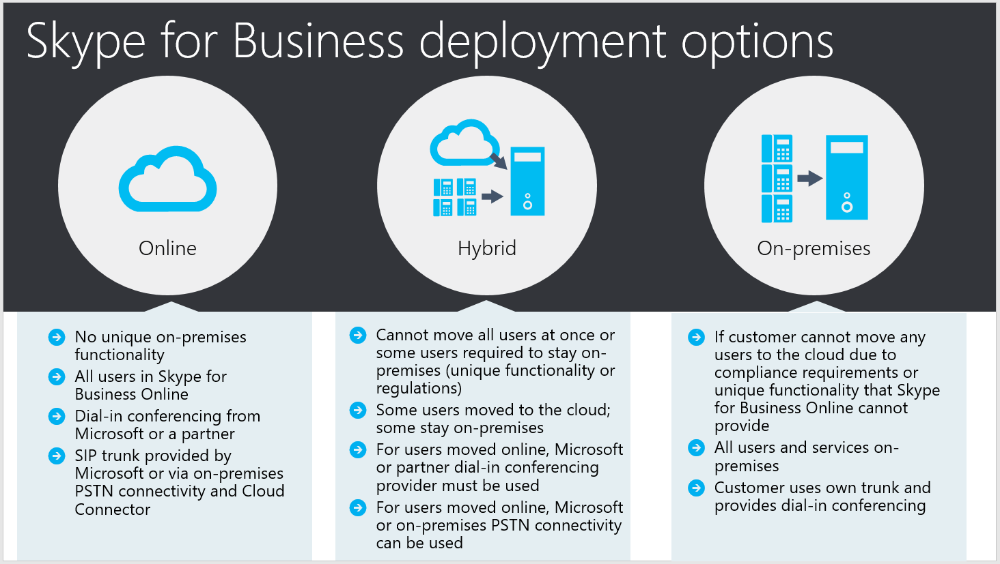 Skype for Business deployment options
Online
Hybrid
On-premises
No unique on-premises
functionality
All users in Skype for
Business Online
Dial-in conferencing from
Microsoft or a partner
SIP trunk provided by
Microsoft or via on-premises
PSTN connectivity and Cloud
Connector
Cannot move all users at once or
some users required to stay on-
premises (unique functionality or
regulations)
Some users moved to the cloud;
some stay on-premises
For users moved online, Microsoft
or partner dial-in conferencing
provider must be used
For users moved online, Microsoft
or on-premises PSTN connectivity
can be used
If customer cannot move any
users to the cloud due to
compliance requirements or
unique functionality that Skype
for Business Online cannot
provide
All users and services on-
premises
Customer uses own trunk and
provides dial-in conferencing